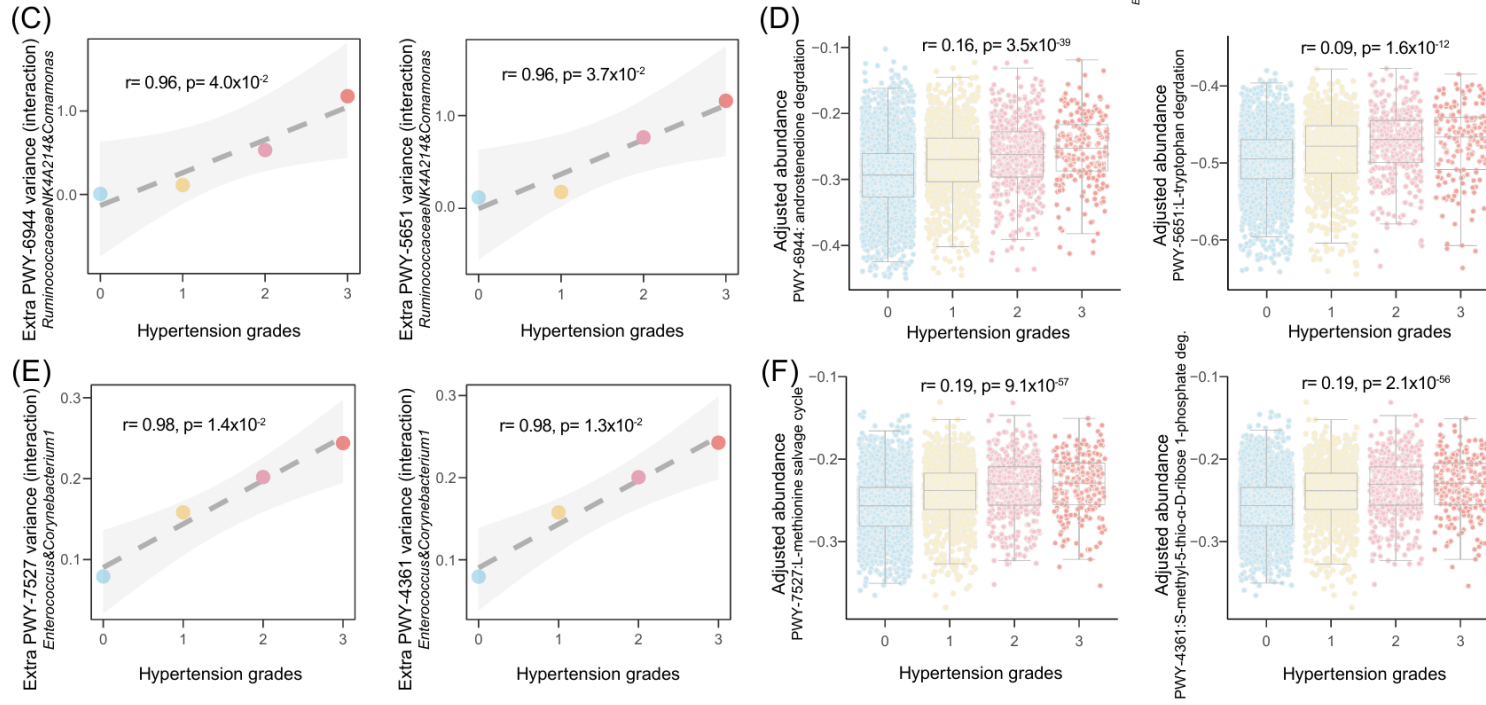 (C)
Extra PWY-6944 variance (interaction)
RuminococcaceaeNK4A214&Comamonas
r= 0.96, p= 4.0x10-2
1.0
0.0
0 1 2 3
Hypertension grades
Extra PWY-5651 variance (interaction)
RuminococcaceaeNK4A214&Comamonas
r= 0.96, p= 3.7x10-2
1.0
0.0
0 1 2 3
Hypertension grades
(D)
Adjusted abundance
PWY-6944: androstenedione degrdation
r= 0.16, p= 3.5x10-39
−0.1
−0.2
−0.3
−0.4
0 1 2 3
Hypertension grades
Adjusted abundance
PWY-5651:L-tryptophan degrdation
r= 0.09, p= 1.6x10-12
−0.4
−0.5
−0.6
0 1 2 3
Hypertension grades
(E)
Extra PWY-7527 variance (interaction)
Enterococcus&Corynebacterium1
r= 0.98, p= 1.4x10-2
0.3
0.2
0.1
0 1 2 3
Hypertension grades
Extra PWY-4361 variance (interaction)
Enterococcus&Corynebacterium1
r= 0.98, p= 1.3x10-2
0.3
0.2
0.1
0 1 2 3
Hypertension grades
(F)
Adjusted abundance
PWY-7527:L-methionine salvage cycle
r= 0.19, p= 9.1x10-57
−0.1
−0.2
−0.3
0 1 2 3
Hypertension grades
Adjusted abundance
PWY-4361:S-methyl-5-thio-α-D-ribose 1-phosphate deg.
r= 0.19, p= 2.1x10-56
−0.1
−0.2
−0.3
0 1 2 3
Hypertension grades